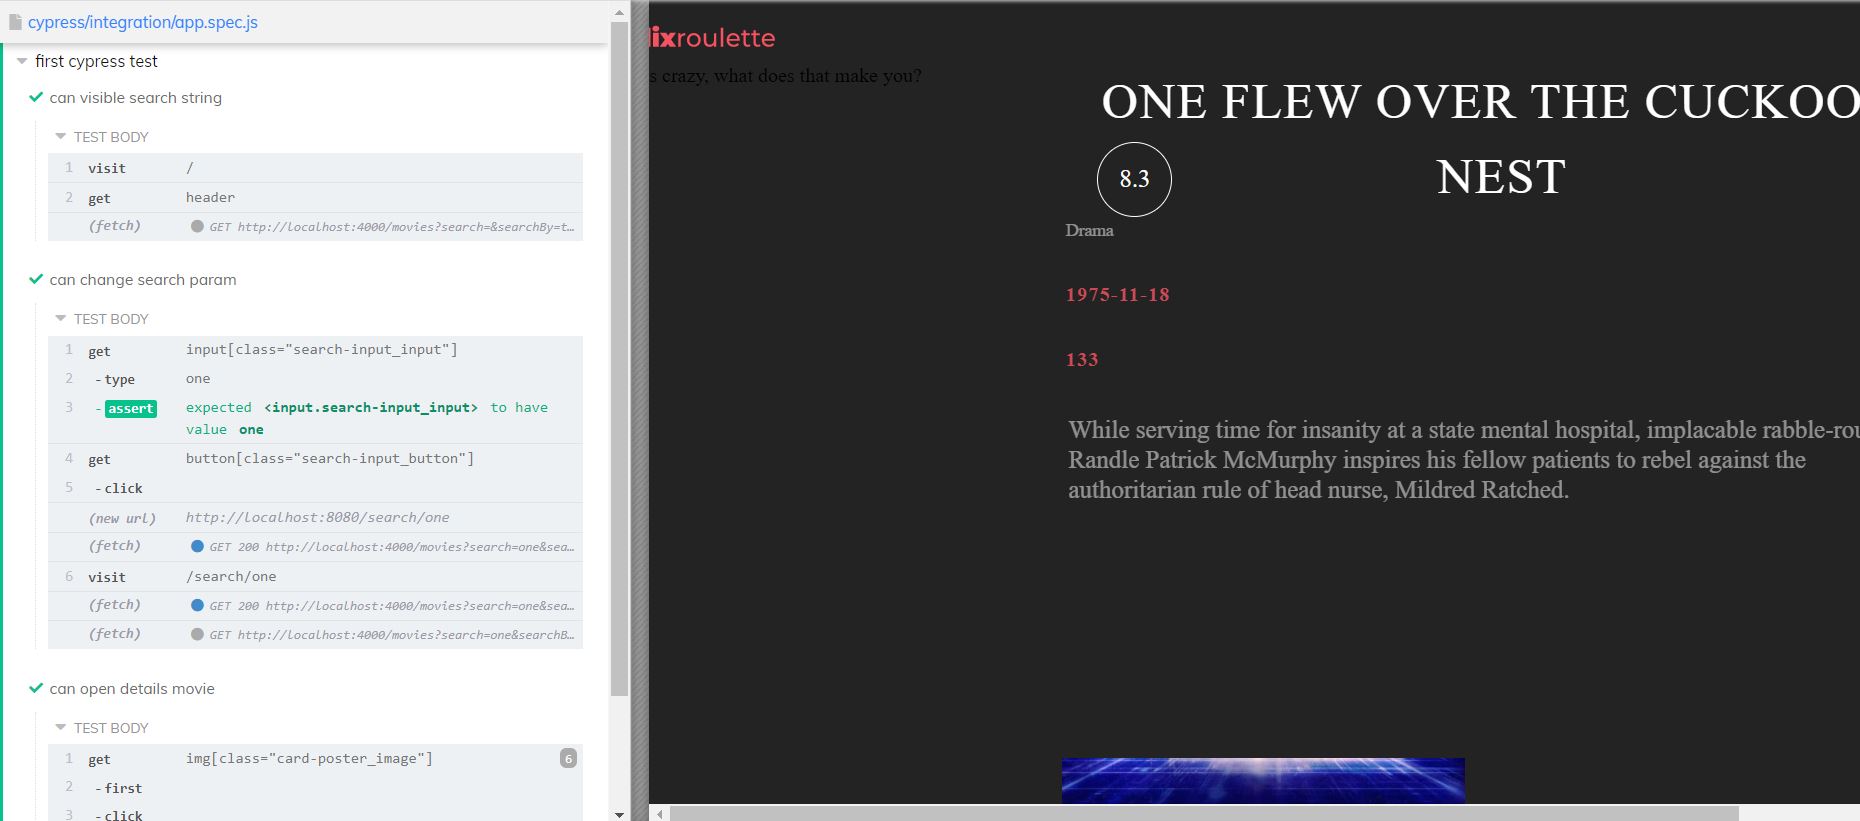 cypress/integration/app.spec.js
first cypress test
can visible search string
TEST BODY
1 visit /
2 get header
(fetch) GET http://localhost:4000/movies?search=&searchBy=t…
can change search param
TEST BODY
1 get input[class="search-input_input"]
2 -type one
3 -assert expected <input.search-input_input> to have
value one
4 get button[class="search-input_button"]
5 -click
(new url) http://localhost:8080/search/one
(fetch) GET 200 http://localhost:4000/movies?search=one&sea…
6 visit /search/one
(fetch) GET 200 http://localhost:4000/movies?search=one&sea…
(fetch) GET http://localhost:4000/movies?search=one&searchB…
can open details movie
TEST BODY
1 get img[class="card-poster_image"] 6
2 -first
3 -click
lixroulette
s crazy, what does that make you?
ONE FLEW OVER THE CUCKOO
NEST
8.3
Drama
1975-11-18
133
While serving time for insanity at a state mental hospital, implacable rabble-rou
Randle Patrick McMurphy inspires his fellow patients to rebel against the
authoritarian rule of head nurse, Mildred Ratched.